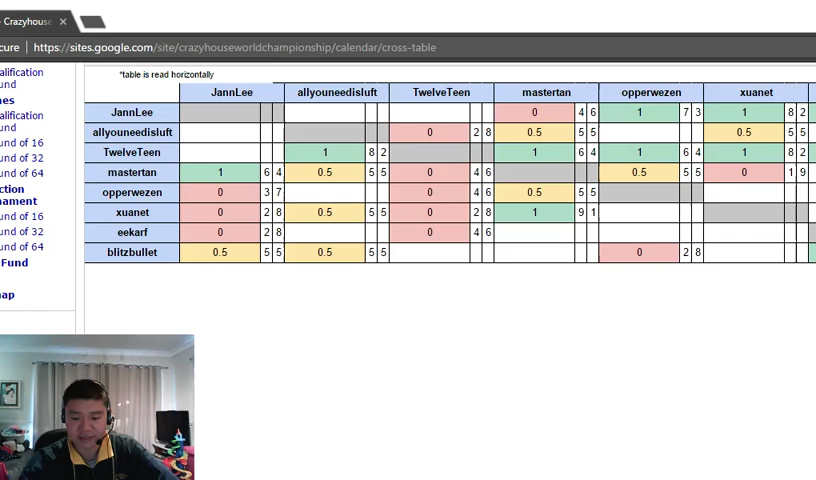 - Crazyhouse ×
cure | https://sites.google.com/site/crazyhouseworldchampionship/calendar/cross-table
alification
und
nes
alification
und
und of 16
und of 32
und of 64
ction
nament
und of 16
und of 32
und of 64
Fund
nap
*table is read horizontally
JannLee allyouneedisluft TwelveTeen mastertan opperwezen xuanet
JannLee 0 4 6 1 7 3 1 8 2
allyouneedisluft 0 2 8 0.5 5 5 0.5 5 5
TwelveTeen 1 8 2 1 6 4 1 6 4 1 8 2
mastertan 1 6 4 0.5 5 5 0 4 6 0.5 5 5 0 1 9
opperwezen 0 3 7 0 4 6 0.5 5 5
xuanet 0 2 8 0.5 5 5 0 2 8 1 9 1
eekarf 0 2 8 0 4 6
blitzbullet 0.5 5 5 0.5 5 5 0 2 8